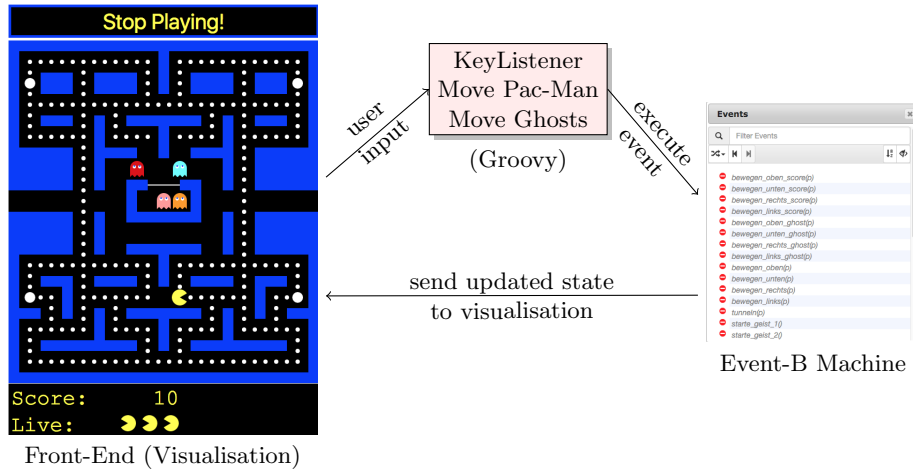 Stop Playing!
Score: 10
Live:
Front-End (Visualisation)
user
input
KeyListener
Move Pac-Man
Move Ghosts
(Groovy)
execute
event
send updated state
to visualisation
Events
Filter Events
bewegen_oben_score(p)
bewegen_unten_score(p)
bewegen_rechts_score(p)
bewegen_links_score(p)
bewegen_oben_ghost(p)
bewegen_unten_ghost(p)
bewegen_rechts_ghost(p)
bewegen_links_ghost(p)
bewegen_oben(p)
bewegen_unten(p)
bewegen_rechts(p)
bewegen_links(p)
tunneln(p)
starte_geist_1()
starte_geist_2()
Event-B Machine